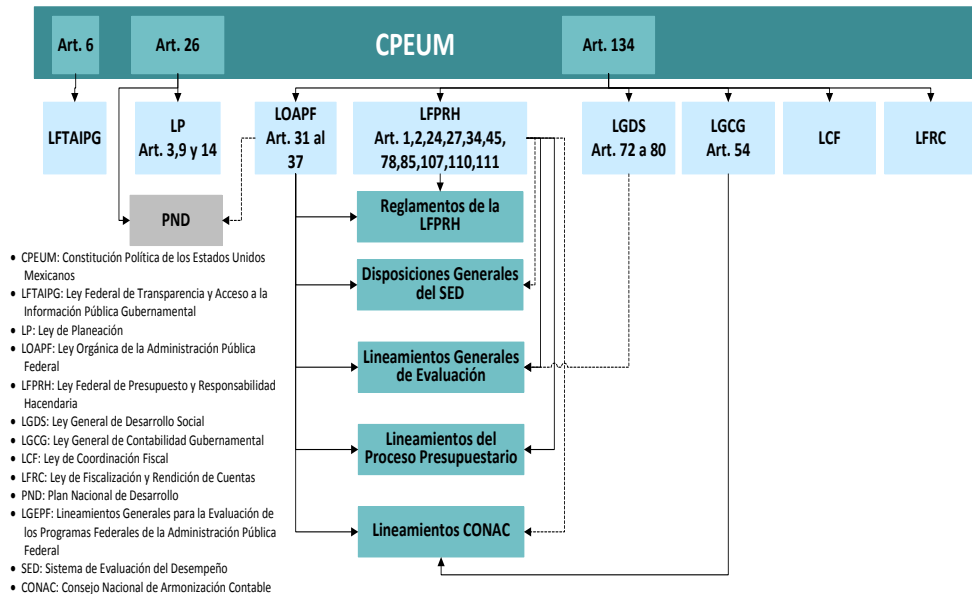 Art. 6
Art. 26
CPEUM
Art. 134
LFTAIPG
LP
Art. 3,9 y 14
LOAPF
Art. 31 al
37
LFPRH
Art. 1,2,24,27,34,45,
78,85,107,110,111
LGDS
Art. 72 a 80
LGCG
Art. 54
LCF
LFRC
PND
Reglamentos de la
LFPRH
Disposiciones Generales
del SED
Lineamientos Generales
de Evaluación
Lineamientos del
Proceso Presupuestario
Lineamientos CONAC
• CPEUM: Constitución Política de los Estados Unidos
Mexicanos
• LFTAIPG: Ley Federal de Transparencia y Acceso a la
Información Pública Gubernamental
• LP: Ley de Planeación
• LOAPF: Ley Orgánica de la Administración Pública
Federal
• LFPRH: Ley Federal de Presupuesto y Responsabilidad
Hacendaria
• LGDS: Ley General de Desarrollo Social
• LGCG: Ley General de Contabilidad Gubernamental
• LCF: Ley de Coordinación Fiscal
• LFRC: Ley de Fiscalización y Rendición de Cuentas
• PND: Plan Nacional de Desarrollo
• LGEPF: Lineamientos Generales para la Evaluación de
los Programas Federales de la Administración Pública
Federal
• SED: Sistema de Evaluación del Desempeño
• CONAC: Consejo Nacional de Armonización Contable